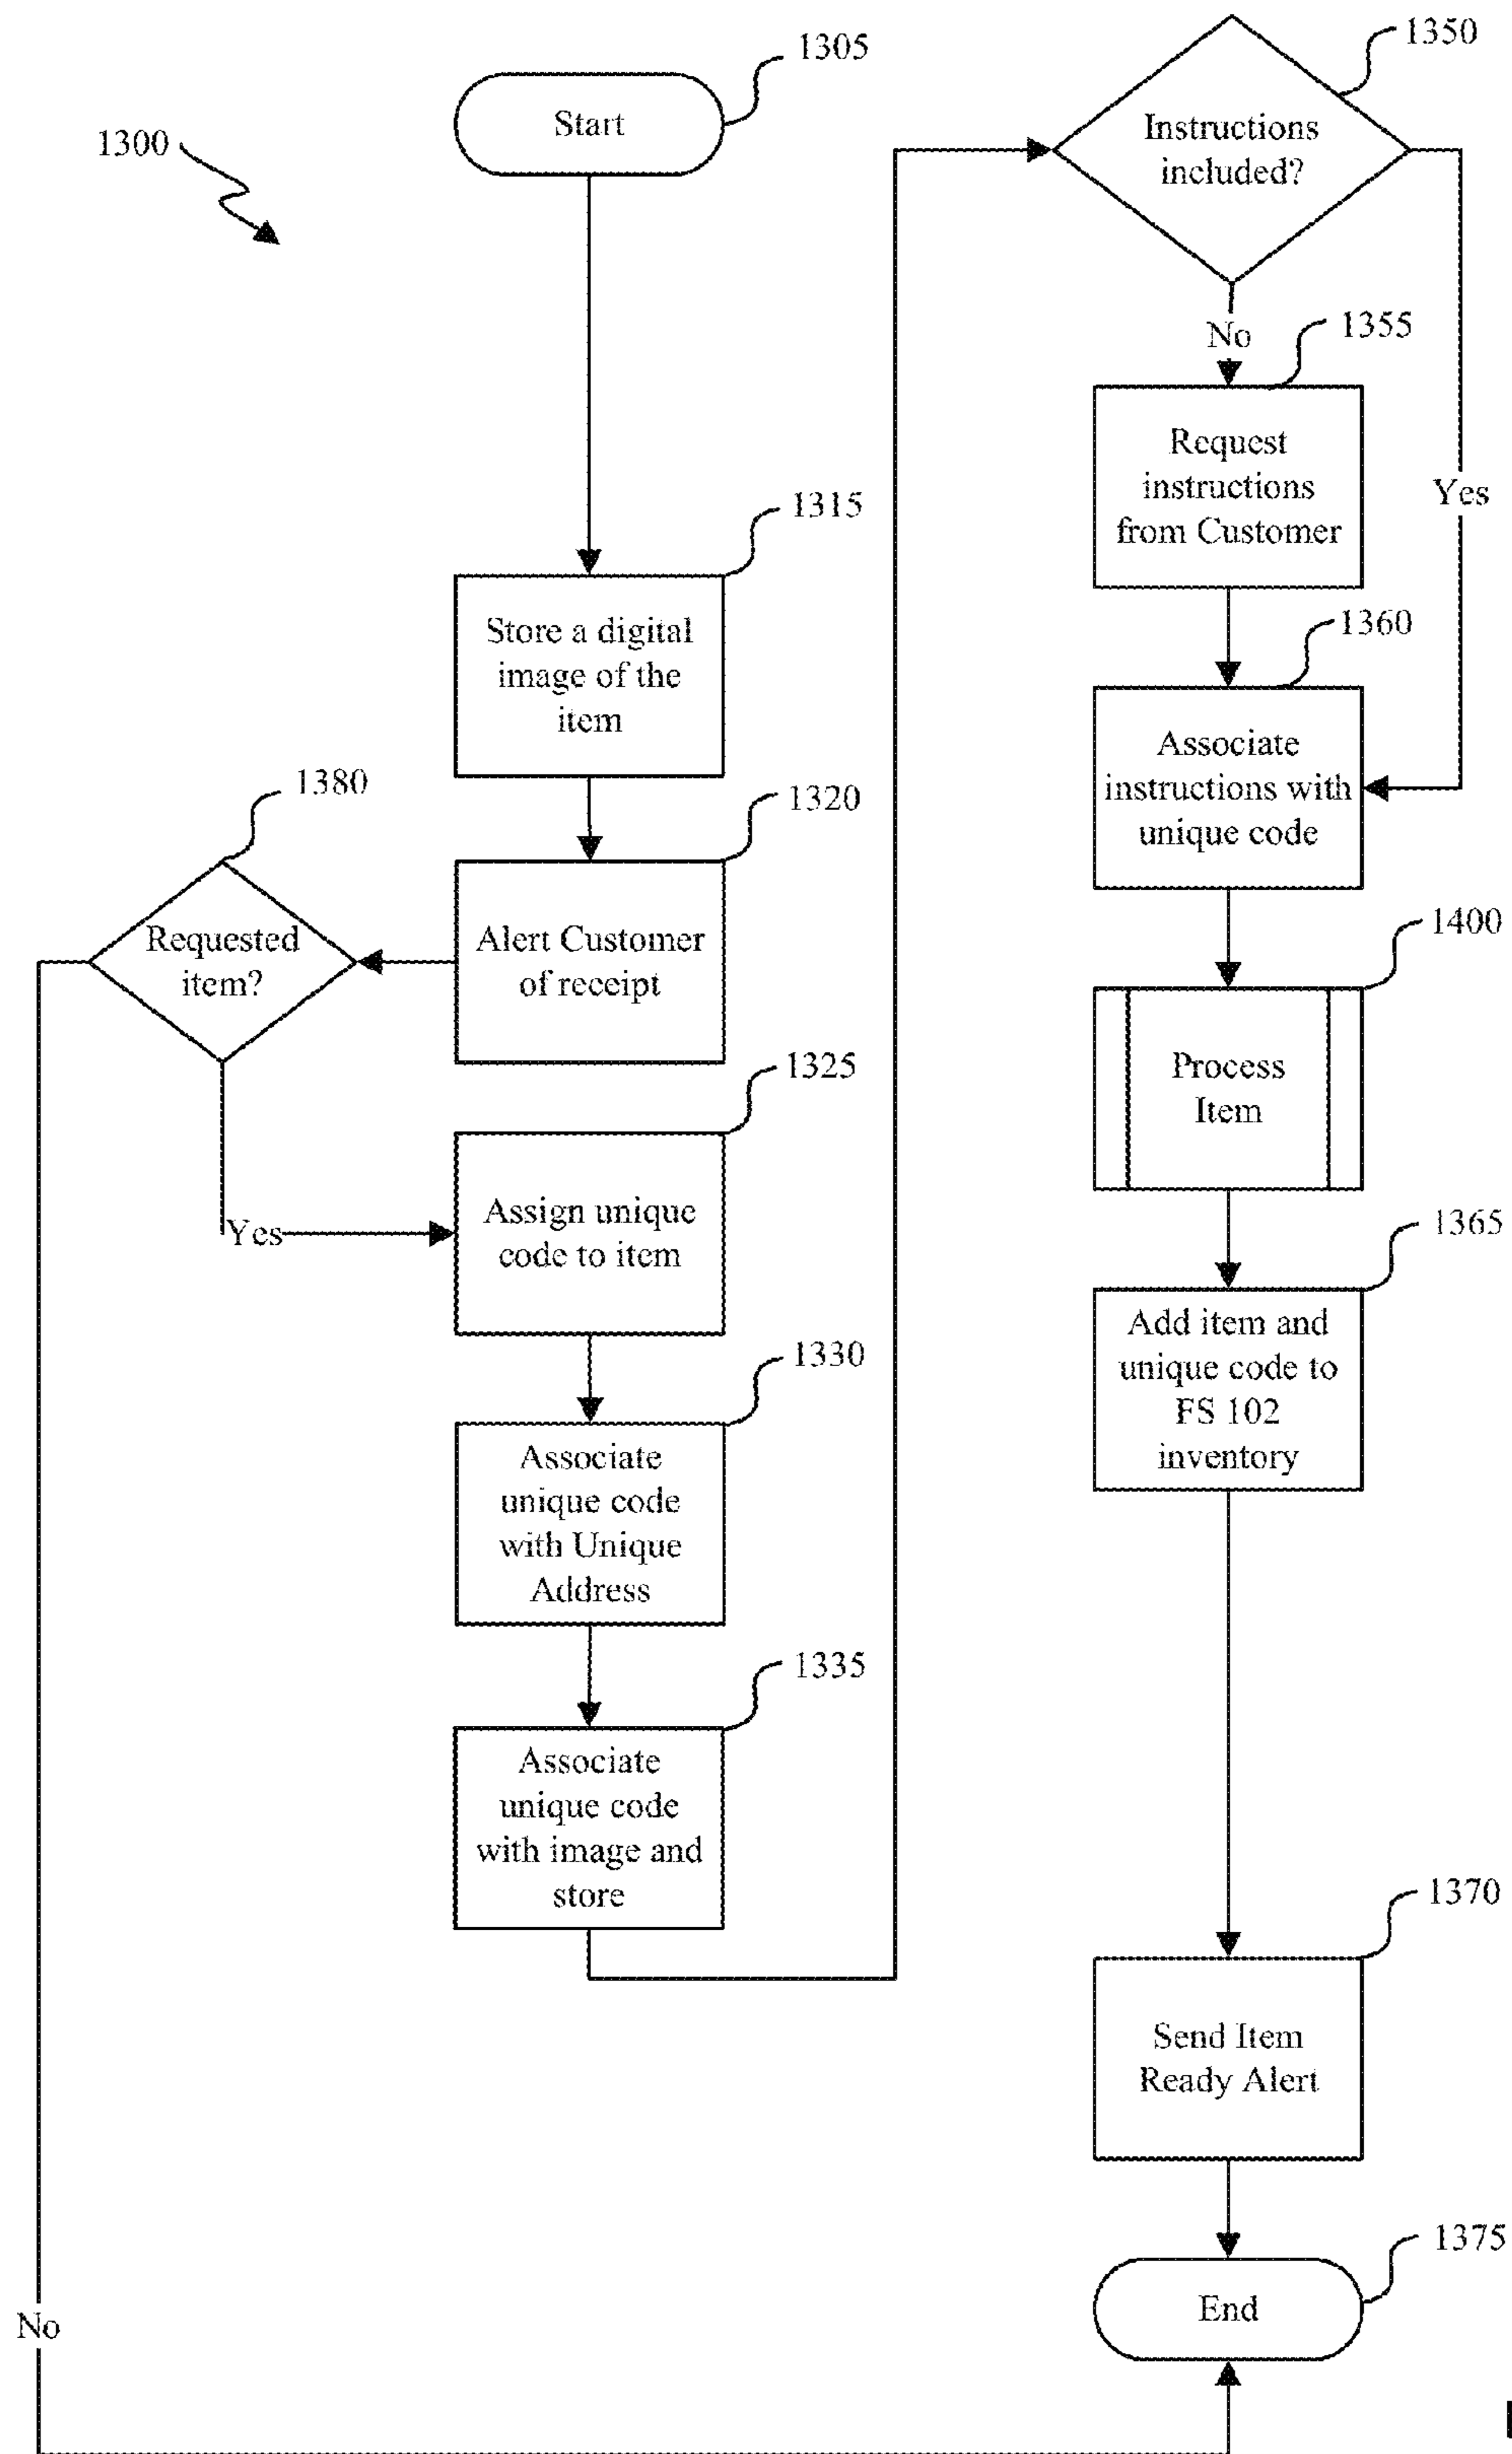 1300
Start
1305
Store a digital
image of the
item
1315
Alert Customer
of receipt
1320
Requested
item?
1380
Yes
No
Assign unique
code to item
1325
Associate
unique code
with Unique
Address
1330
Associate
unique code
with image and
store
1335
Instructions
included?
1350
No
Yes
Request
instructions
from Customer
1355
Associate
instructions with
unique code
1360
Process
Item
1400
Add item and
unique code to
FS 102
inventory
1365
Send Item
Ready Alert
1370
End
1375